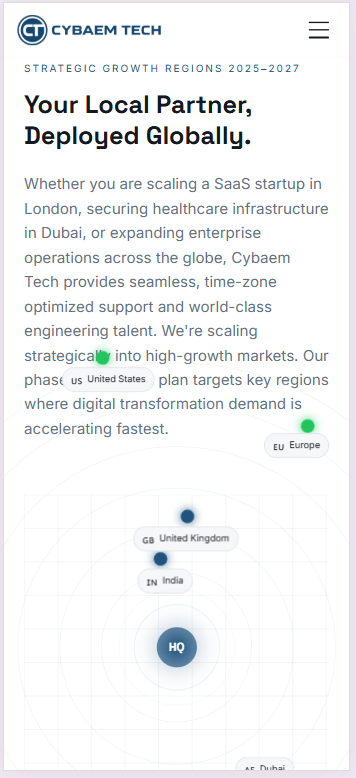 CT CYBAEM TECH
STRATEGIC GROWTH REGIONS 2025–2027
Your Local Partner,
Deployed Globally.
Whether you are scaling a SaaS startup in
London, securing healthcare infrastructure
in Dubai, or expanding enterprise
operations across the globe, Cybaem
Tech provides seamless, time-zone
optimized support and world-class
engineering talent. We're scaling
strategically into high-growth markets. Our
plan targets key regions
US United States
where digital transformation demand is
accelerating fastest.
EU Europe
GB United Kingdom
IN India
HQ
AE Dubai